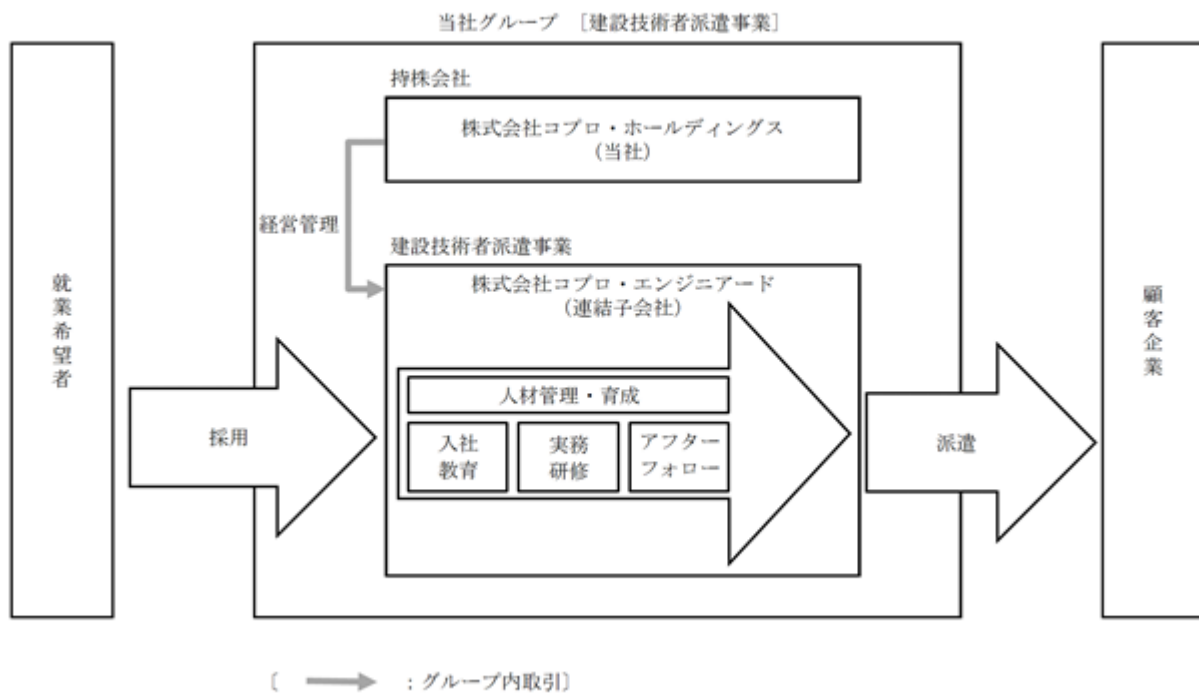 当社グループ [建設技術者派遣事業]
持株会社
株式会社コプロ・ホールディングス
(当社)
経営管理
建設技術者派遣事業
株式会社コプロ・エンジニアード
(連結子会社)
就業希望者
採用
人材管理・育成
入社
教育
実務
研修
アフター
フォロー
派遣
顧客企業
[ :グループ内取引]